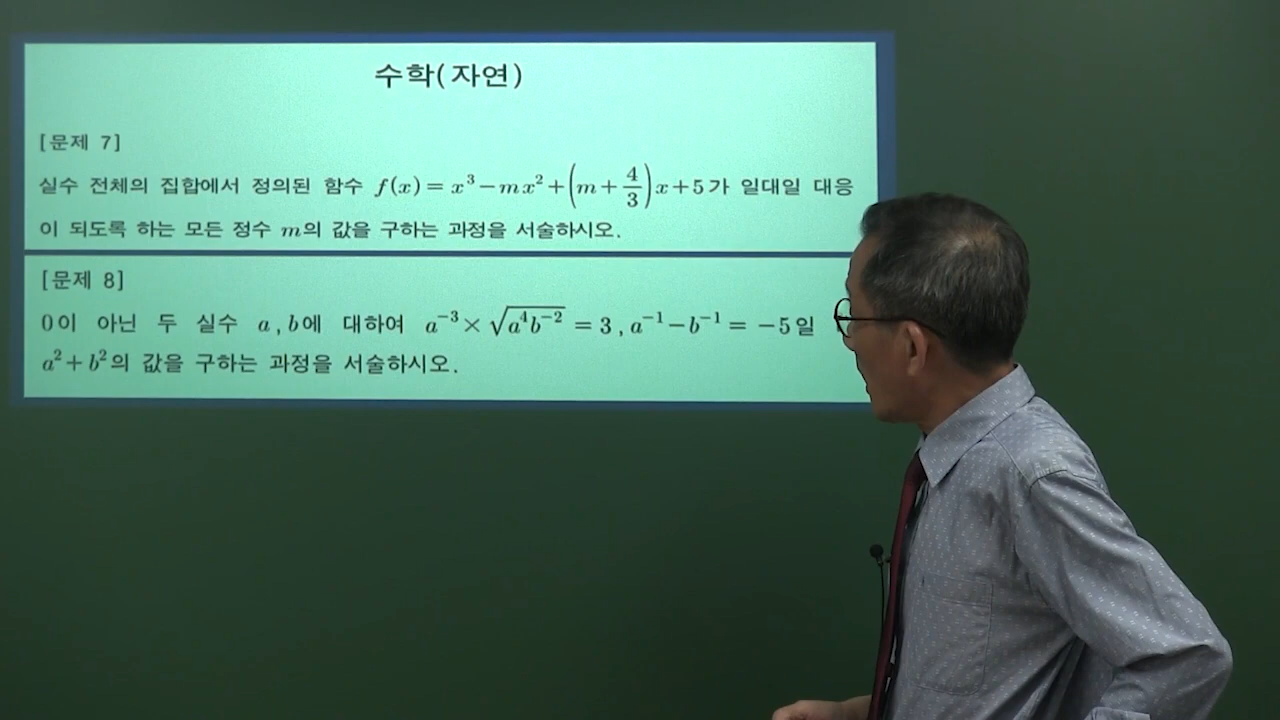 수학(자연)
[문제 7]
실수 전체의 집합에서 정의된 함수 f(x) = x³ − mx² + (m + 4/3)x + 5가 일대일 대응
이 되도록 하는 모든 정수 m의 값을 구하는 과정을 서술하시오.
[문제 8]
0이 아닌 두 실수 a, b에 대하여 a⁻³ × √(a⁴b⁻²) = 3, a⁻¹ − b⁻¹ = −5일
a² + b²의 값을 구하는 과정을 서술하시오.